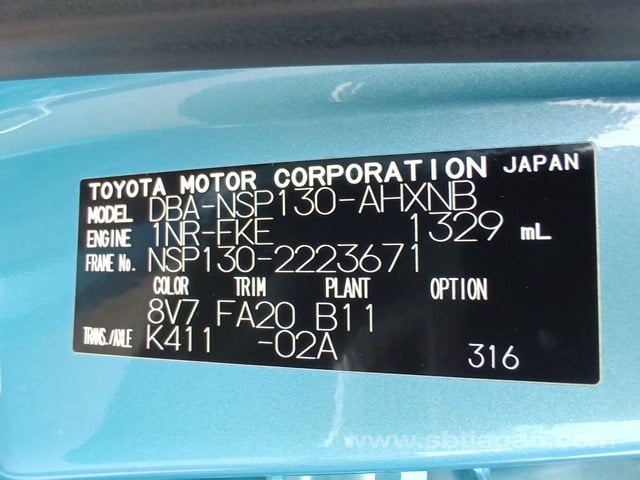 TOYOTA MOTOR CORPORATION JAPAN
MODEL DBA-NSP130-AHXNB
ENGINE 1NR-FKE 1329 mL
FRAME No. NSP130-2223671
COLOR TRIM PLANT OPTION
8V7 FA20 B11
TRANS./AXLE K411 -02A 316